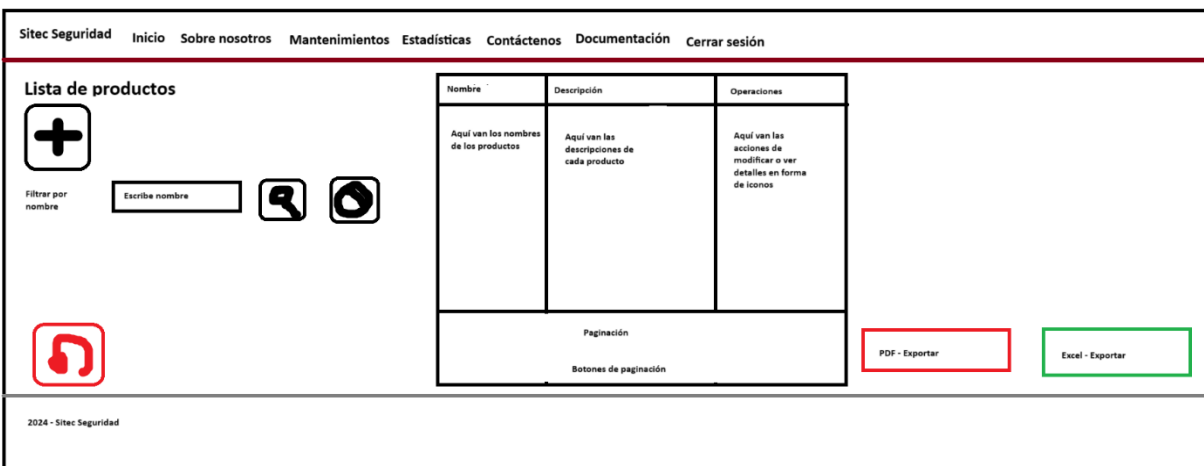 Sitec Seguridad Inicio Sobre nosotros Mantenimientos Estadísticas Contáctenos Documentación Cerrar sesión
Lista de productos
Filtrar por
nombre
Escribe nombre
Nombre Descripción Operaciones
Aquí van los nombres
de los productos
Aquí van las
descripciones de
cada producto
Aquí van las
acciones de
modificar o ver
detalles en forma
de iconos
Paginación
Botones de paginación
PDF - Exportar
Excel - Exportar
2024 - Sitec Seguridad